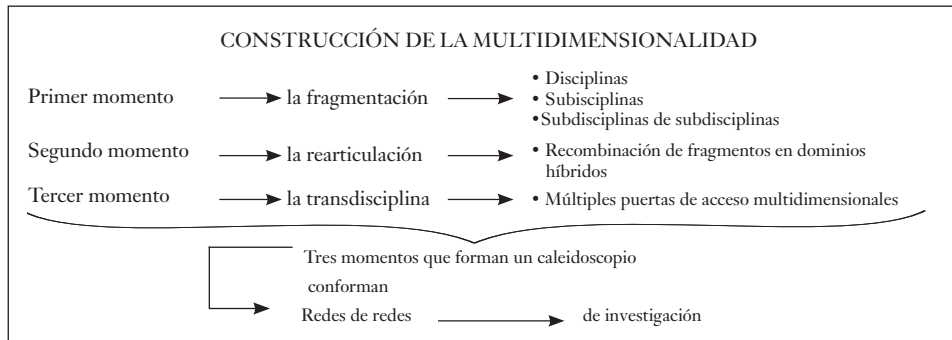 CONSTRUCCIÓN DE LA MULTIDIMENSIONALIDAD
Primer momento la fragmentación • Disciplinas
• Subisciplinas
•Subdisciplinas de subdisciplinas
Segundo momento la rearticulación • Recombinación de fragmentos en dominios
híbridos
Tercer momento la transdisciplina • Múltiples puertas de acceso multidimensionales
Tres momentos que forman un caleidoscopio
conforman
Redes de redes de investigación